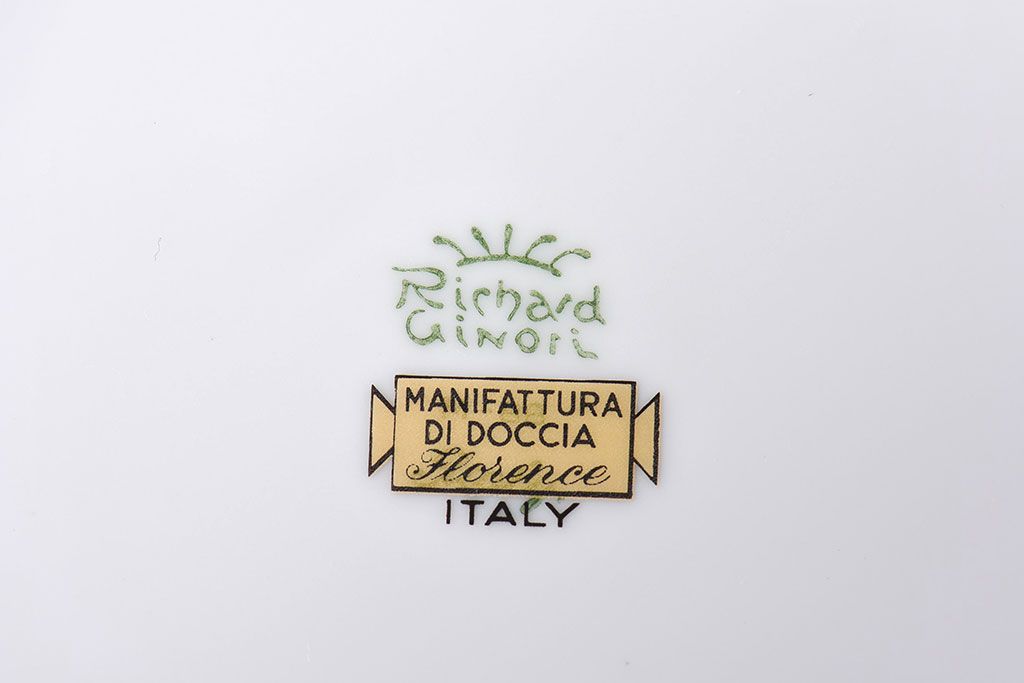 Richard
GiNori
MANIFATTURA
DI DOCCIA
Florence
ITALY